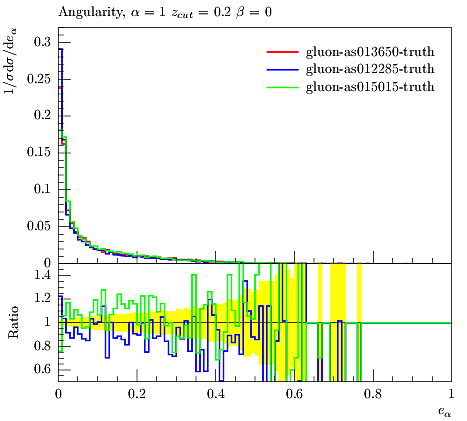 Angularity, α = 1 z_cut = 0.2 β = 0
1/σ dσ/de_α
0.3
0.25
0.2
0.15
0.1
0.05
0
gluon-as013650-truth
gluon-as012285-truth
gluon-as015015-truth
Ratio
1.4
1.2
1
0.8
0.6
0 0.2 0.4 0.6 0.8 1
e_α